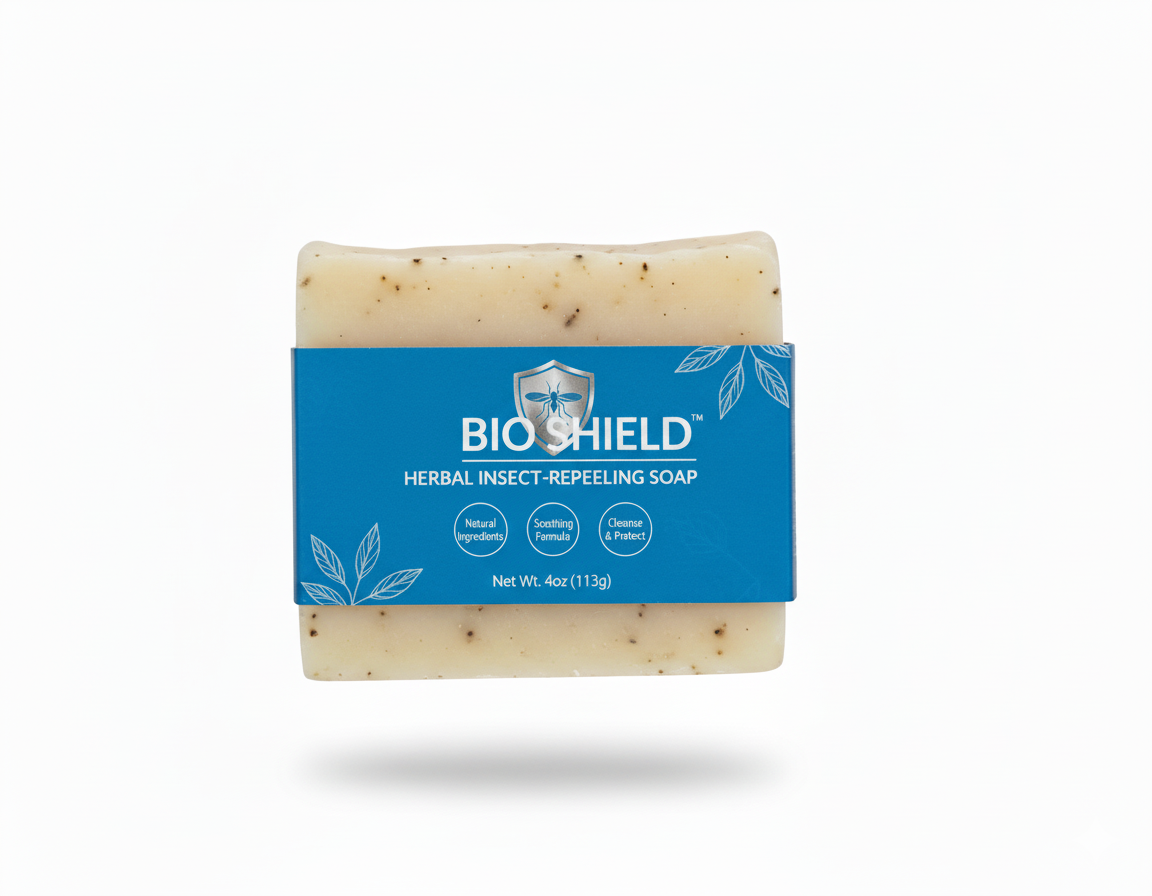 BIO SHIELD™
HERBAL INSECT-REPEELING SOAP
Natural
Ingredients
Soothing
Formula
Cleanse
& Protect
Net Wt. 4oz (113g)